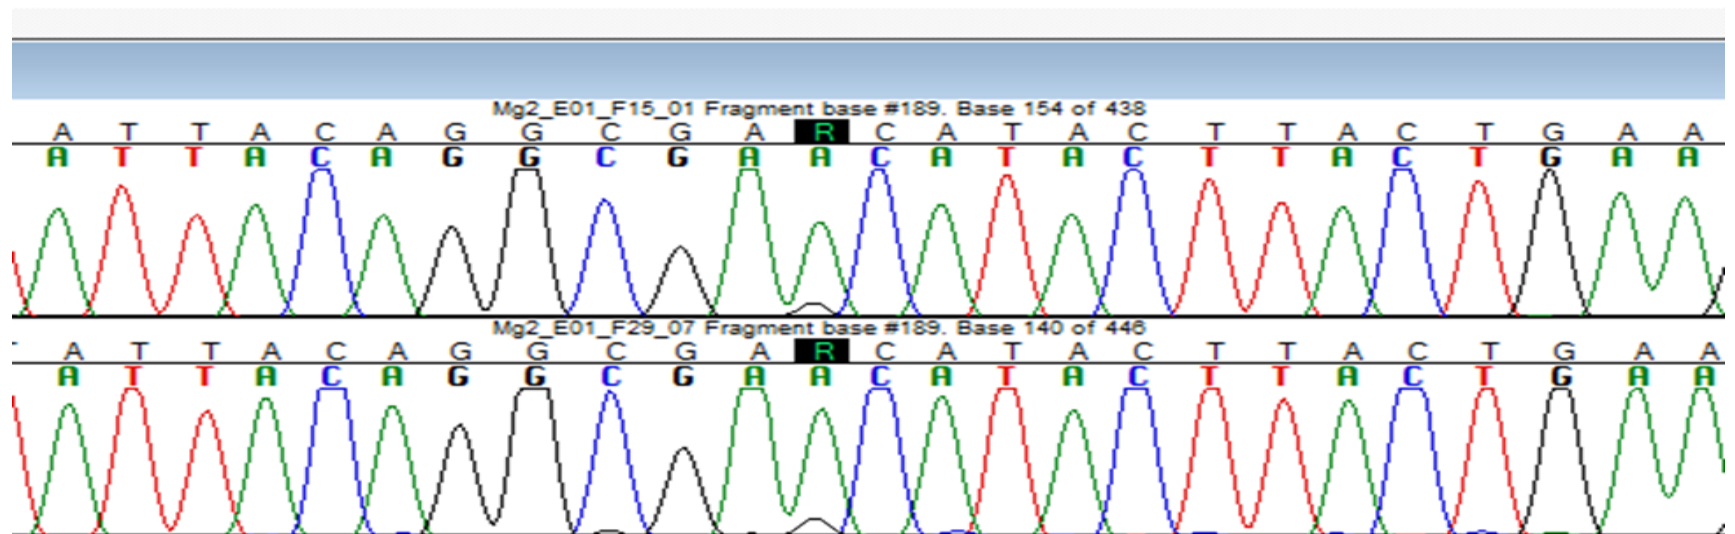 Mg2_E01_F15_01 Fragment base #189. Base 154 of 438
A T T A C A G G C G A R C A T A C T T A C T G A A
A T T A C A G G C G A A C A T A C T T A C T G A A
Mg2_E01_F29_07 Fragment base #189. Base 140 of 446
A T T A C A G G C G A R C A T A C T T A C T G A A
A T T A C A G G C G A A C A T A C T T A C T G A A